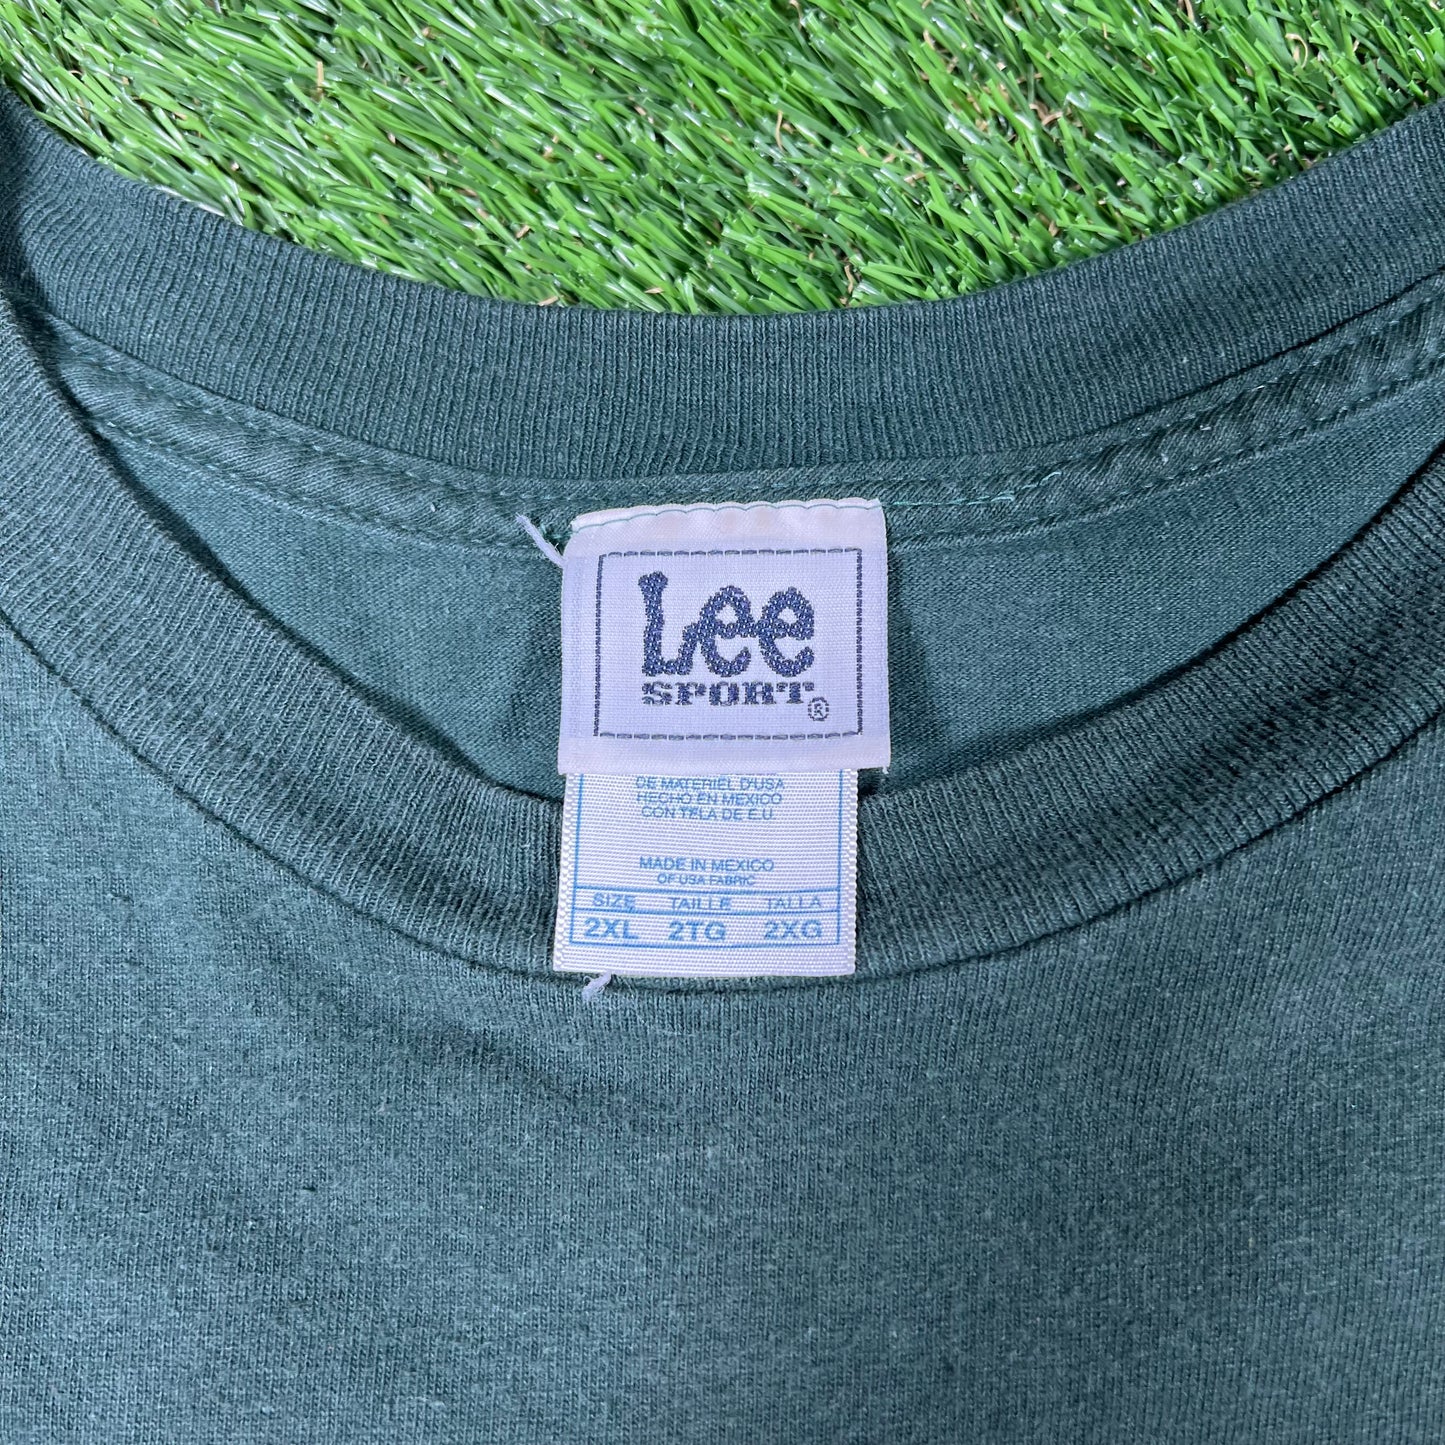 Lee
SPORT®
DE MATERIEL D'USA
HECHO EN MEXICO
CON TELA DE E.U.
MADE IN MEXICO
OF USA FABRIC
SIZE TAILLE TALLA
2XL 2TG 2XG